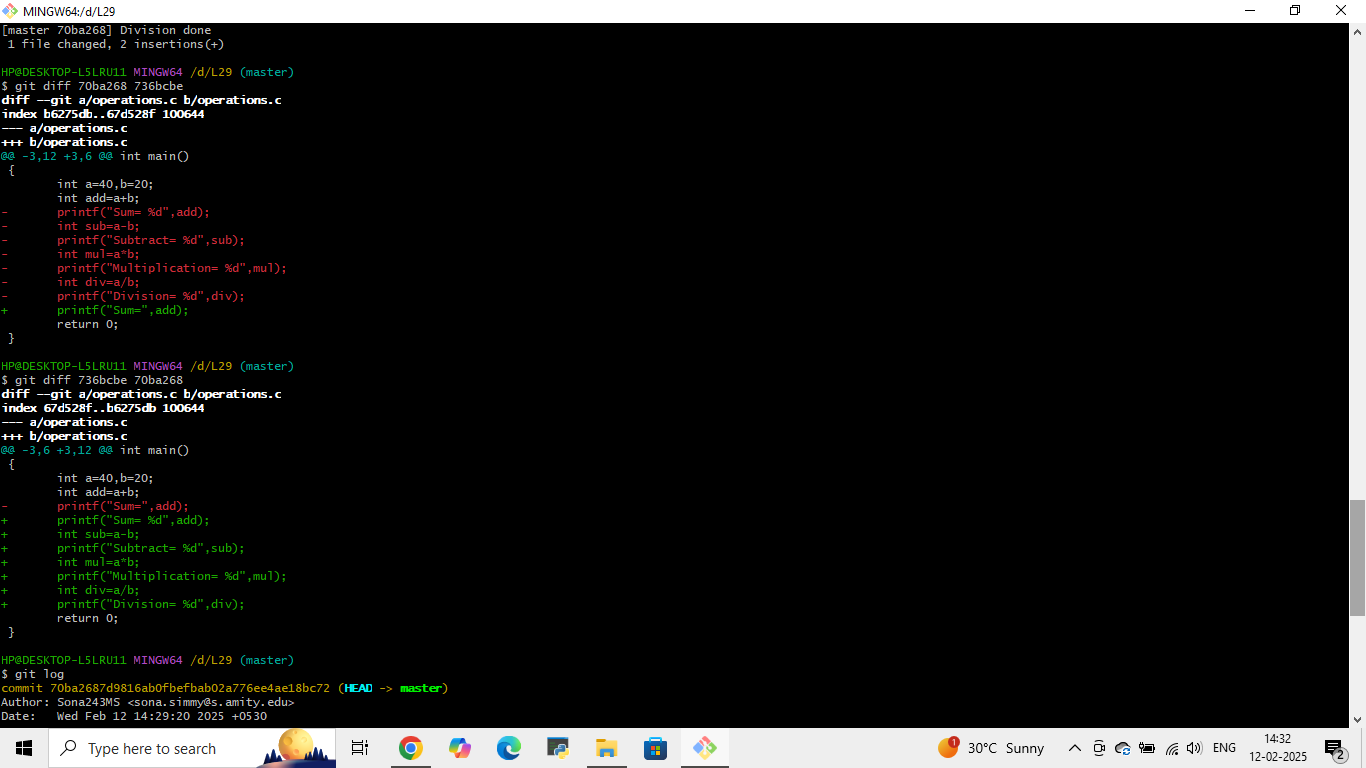 MINGW64:/d/L29
[master 70ba268] Division done
 1 file changed, 2 insertions(+)
HP@DESKTOP-L5LRU11 MINGW64 /d/L29 (master)
$ git diff 70ba268 736bcbe
diff --git a/operations.c b/operations.c
index b6275db..67d528f 100644
--- a/operations.c
+++ b/operations.c
@@ -3,12 +3,6 @@ int main()
 {
        int a=40,b=20;
        int add=a+b;
-       printf("Sum= %d",add);
-       int sub=a-b;
-       printf("Subtract= %d",sub);
-       int mul=a*b;
-       printf("Multiplication= %d",mul);
-       int div=a/b;
-       printf("Division= %d",div);
+       printf("Sum=",add);
        return 0;
 }
HP@DESKTOP-L5LRU11 MINGW64 /d/L29 (master)
$ git diff 736bcbe 70ba268
diff --git a/operations.c b/operations.c
index 67d528f..b6275db 100644
--- a/operations.c
+++ b/operations.c
@@ -3,6 +3,12 @@ int main()
 {
        int a=40,b=20;
        int add=a+b;
-       printf("Sum=",add);
+       printf("Sum= %d",add);
+       int sub=a-b;
+       printf("Subtract= %d",sub);
+       int mul=a*b;
+       printf("Multiplication= %d",mul);
+       int div=a/b;
+       printf("Division= %d",div);
        return 0;
 }
HP@DESKTOP-L5LRU11 MINGW64 /d/L29 (master)
$ git log
commit 70ba2687d9816ab0fbefbab02a776ee4ae18bc72 (HEAD -> master)
Author: Sona243MS <sona.simmy@s.amity.edu>
Date:   Wed Feb 12 14:29:20 2025 +0530
Type here to search
1
30°C Sunny
ENG
14:32
12-02-2025
2